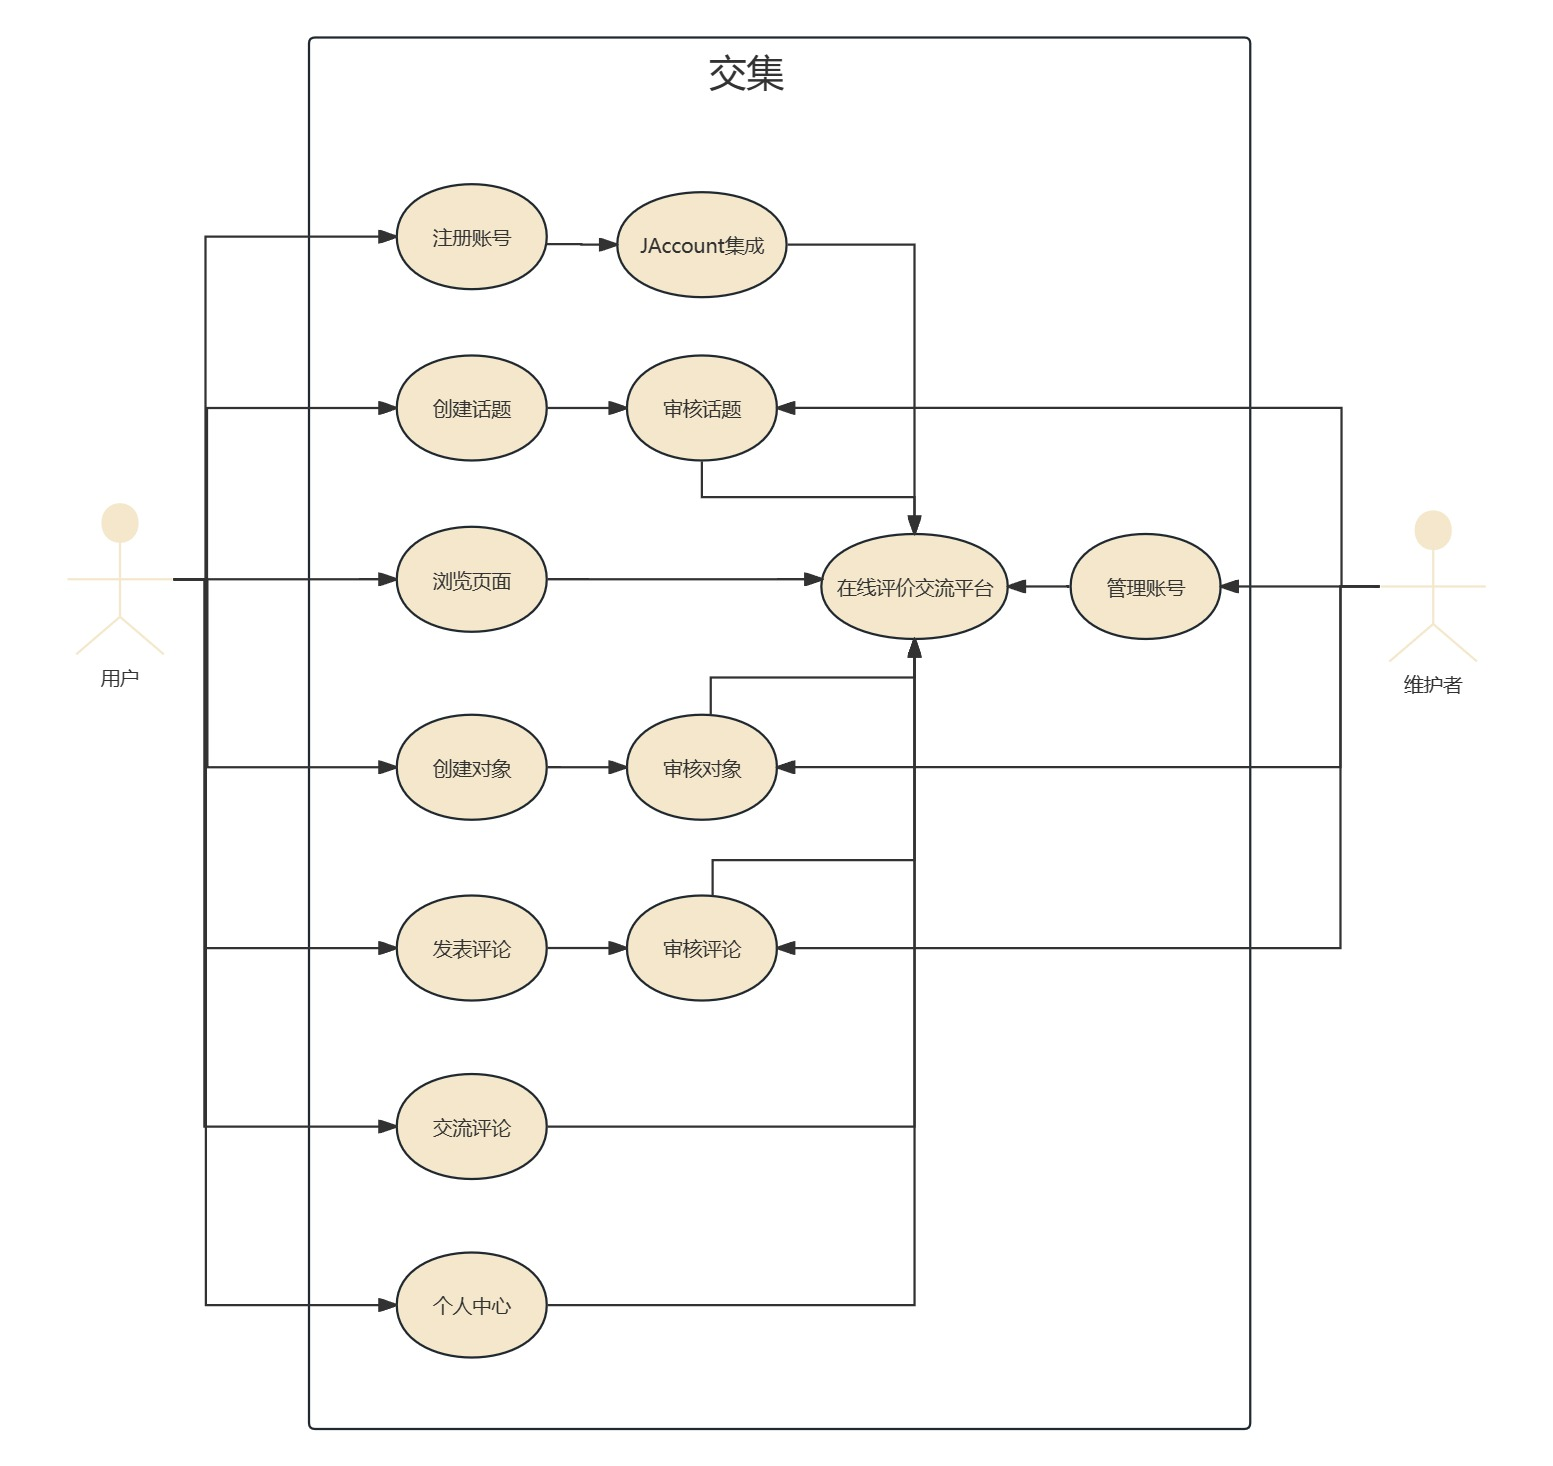 交集
注册账号
JAccount集成
创建话题
审核话题
浏览页面
在线评价交流平台
管理账号
用户
维护者
创建对象
审核对象
发表评论
审核评论
交流评论
个人中心